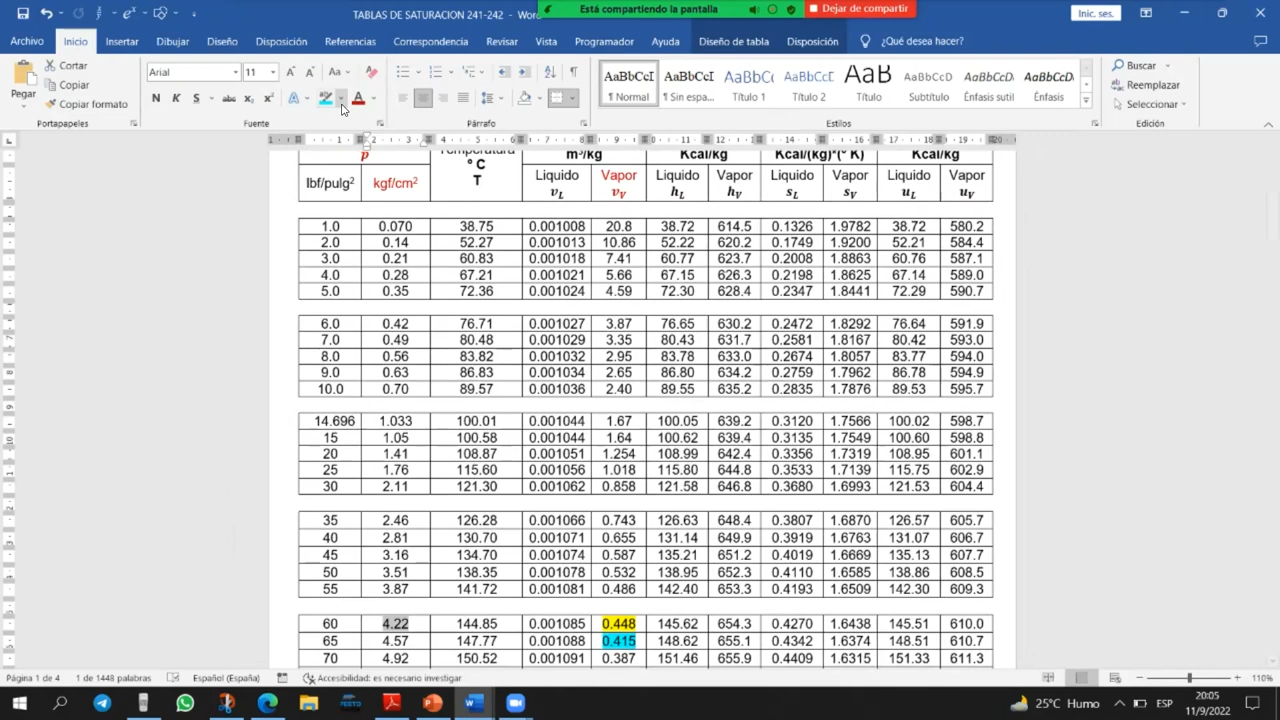 TABLAS DE SATURACION 241-242 - Word
Está compartiendo la pantalla
Dejar de compartir
Inic. ses.
Archivo Inicio Insertar Dibujar Diseño Disposición Referencias Correspondencia Revisar Vista Programador Ayuda Diseño de tabla Disposición ¿Qué desea hacer?
Pegar
Cortar
Copiar
Copiar formato
Portapapeles
Arial 11
N K S abc x₂ x²
Fuente
Párrafo
AaBbCcI AaBbCcI AaBbC AaBbCcI AaB AaBbCcD AaBbCcD AaBbCcD
¶ Normal ¶ Sin espa... Título 1 Título 2 Título Subtítulo Énfasis sutil Énfasis
Estilos
Buscar
Reemplazar
Seleccionar
Edición
p Temperatura m³/kg Kcal/kg Kcal/(kg)*(° K) Kcal/kg
° C
T
lbf/pulg² kgf/cm² Liquido Vapor Liquido Vapor Liquido Vapor Liquido Vapor
v_L v_V h_L h_V s_L s_V u_L u_V
1.0 0.070 38.75 0.001008 20.8 38.72 614.5 0.1326 1.9782 38.72 580.2
2.0 0.14 52.27 0.001013 10.86 52.22 620.2 0.1749 1.9200 52.21 584.4
3.0 0.21 60.83 0.001018 7.41 60.77 623.7 0.2008 1.8863 60.76 587.1
4.0 0.28 67.21 0.001021 5.66 67.15 626.3 0.2198 1.8625 67.14 589.0
5.0 0.35 72.36 0.001024 4.59 72.30 628.4 0.2347 1.8441 72.29 590.7
6.0 0.42 76.71 0.001027 3.87 76.65 630.2 0.2472 1.8292 76.64 591.9
7.0 0.49 80.48 0.001029 3.35 80.43 631.7 0.2581 1.8167 80.42 593.0
8.0 0.56 83.82 0.001032 2.95 83.78 633.0 0.2674 1.8057 83.77 594.0
9.0 0.63 86.83 0.001034 2.65 86.80 634.2 0.2759 1.7962 86.78 594.9
10.0 0.70 89.57 0.001036 2.40 89.55 635.2 0.2835 1.7876 89.53 595.7
14.696 1.033 100.01 0.001044 1.67 100.05 639.2 0.3120 1.7566 100.02 598.7
15 1.05 100.58 0.001044 1.64 100.62 639.4 0.3135 1.7549 100.60 598.8
20 1.41 108.87 0.001051 1.254 108.99 642.4 0.3356 1.7319 108.95 601.1
25 1.76 115.60 0.001056 1.018 115.80 644.8 0.3533 1.7139 115.75 602.9
30 2.11 121.30 0.001062 0.858 121.58 646.8 0.3680 1.6993 121.53 604.4
35 2.46 126.28 0.001066 0.743 126.63 648.4 0.3807 1.6870 126.57 605.7
40 2.81 130.70 0.001071 0.655 131.14 649.9 0.3919 1.6763 131.07 606.7
45 3.16 134.70 0.001074 0.587 135.21 651.2 0.4019 1.6669 135.13 607.7
50 3.51 138.35 0.001078 0.532 138.95 652.3 0.4110 1.6585 138.86 608.5
55 3.87 141.72 0.001081 0.486 142.40 653.3 0.4193 1.6509 142.30 609.3
60 4.22 144.85 0.001085 0.448 145.62 654.3 0.4270 1.6438 145.51 610.0
65 4.57 147.77 0.001088 0.415 148.62 655.1 0.4342 1.6374 148.51 610.7
70 4.92 150.52 0.001091 0.387 151.46 655.9 0.4409 1.6315 151.33 611.3
Página 1 de 4 1 de 1448 palabras Español (España) Accesibilidad: es necesario investigar 110%
25°C Humo ESP 20:05
11/9/2022